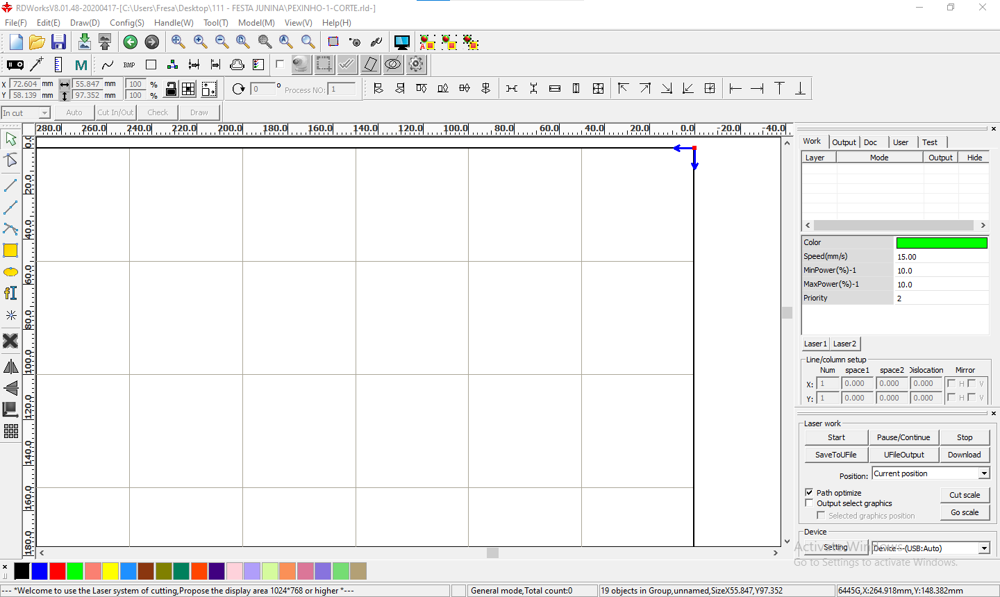 RDWorksV8.01.48-20200417-[C:\Users\Fresa\Desktop\111 - FESTA JUNINA\PEXINHO-1-CORTE.rld-]
File(F) Edit(E) Draw(D) Config(S) Handle(W) Tool(T) Model(M) View(V) Help(H)
M BMP
X 72.604 mm 55.847 mm 100 %
Y 58.139 mm 97.352 mm 100 %
0 ° Process NO: 1
In cut Auto Cut In/Out Check Draw
280.0 260.0 240.0 220.0 200.0 180.0 160.0 140.0 120.0 100.0 80.0 60.0 40.0 20.0 0.0 -20.0 -40.0
0.0
20.0
40.0
60.0
80.0
100.0
120.0
140.0
160.0
180.0
Work Output Doc User Test
Layer Mode Output Hide
Color
Speed(mm/s) 15.00
MinPower(%)-1 10.0
MaxPower(%)-1 10.0
Priority 2
Laser1 Laser2
Line/column setup
Num space1 space2 Dislocation Mirror
X: 1 0.000 0.000 0.000 H V
Y: 1 0.000 0.000 0.000 H V
Laser work
Start Pause/Continue Stop
SaveToUFile UFileOutput Download
Position: Current position
Path optimize
Output select graphics
Selected graphics position
Cut scale
Go scale
Device
Setting Device---(USB:Auto)
Activate Windows
Go to Settings to activate Windows.
--- *Welcome to use the Laser system of cutting,Propose the display area 1024*768 or higher *---
General mode,Total count:0
19 objects in Group,unnamed,SizeX55.847,Y97.352
6445G,X:264.918mm,Y:148.382mm